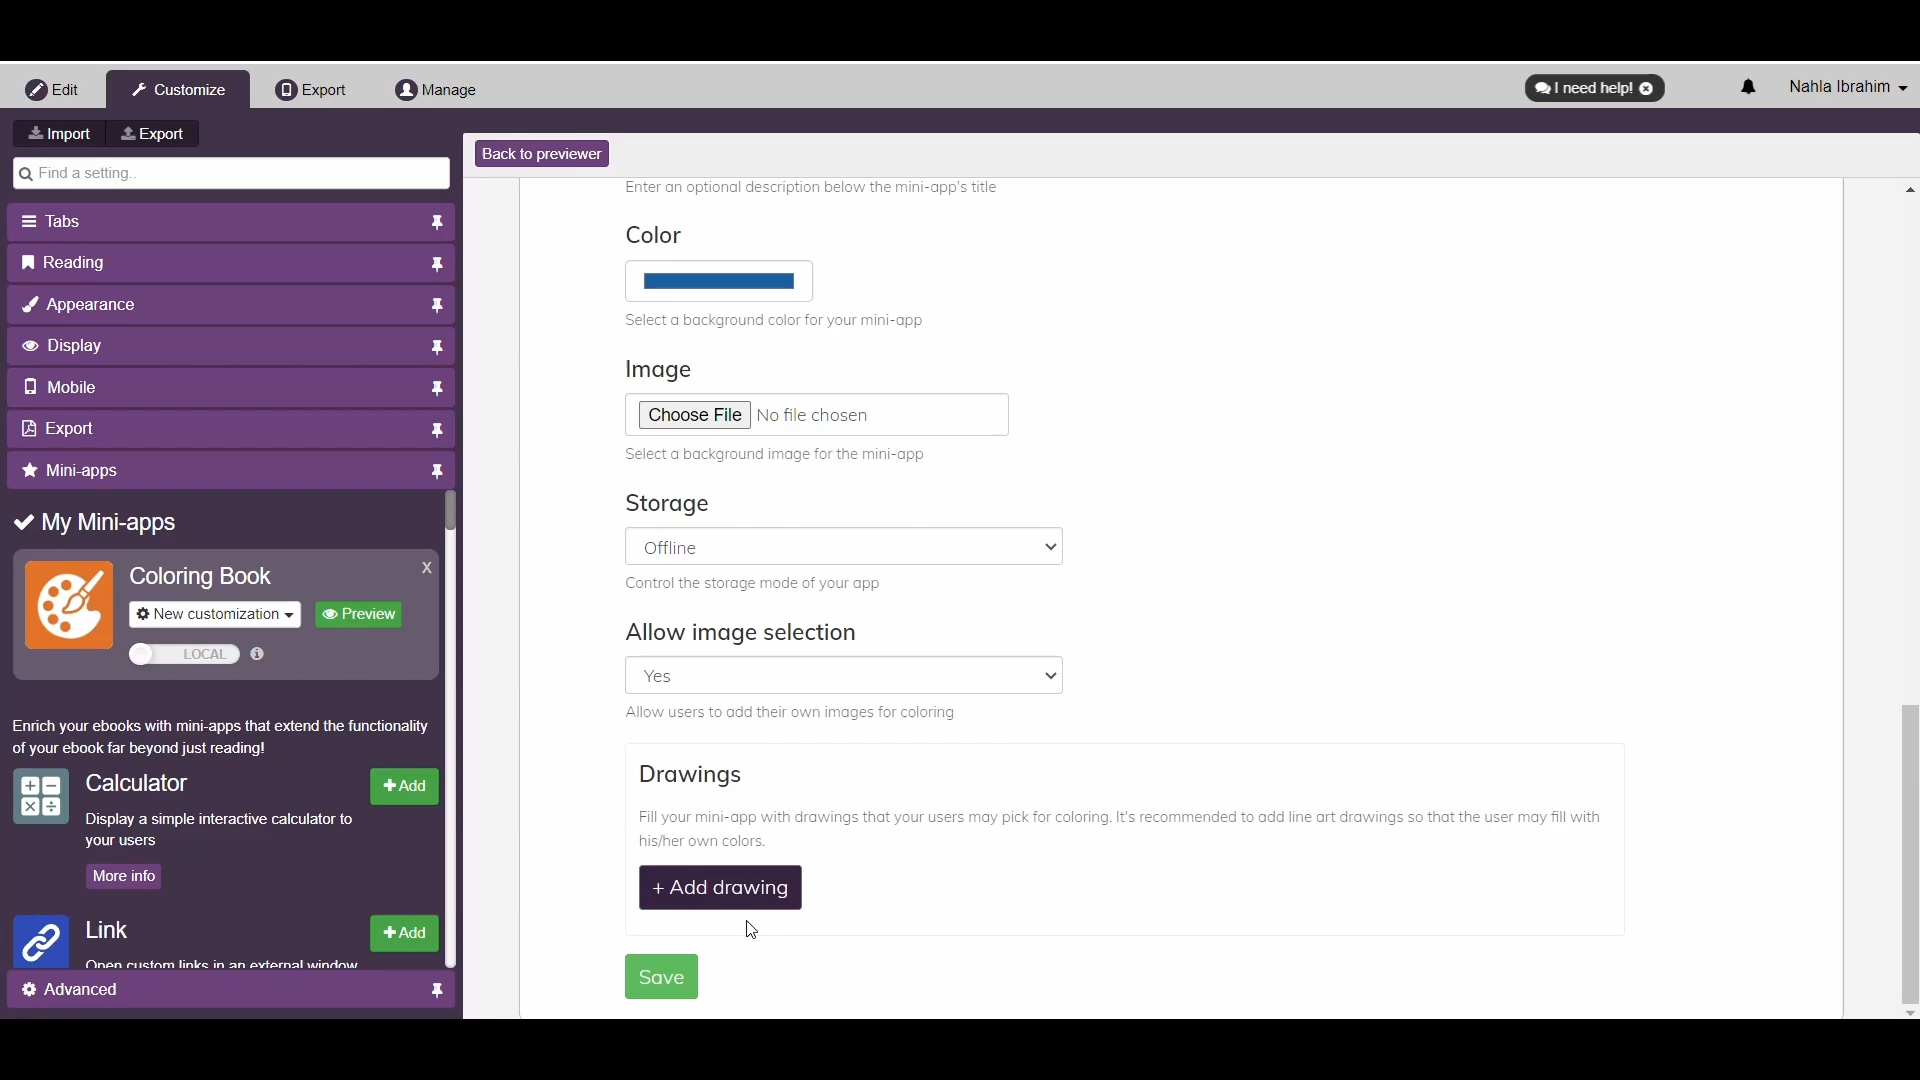 Edit
Customize
Export
Manage
I need help!
Nahla Ibrahim
Import
Export
Back to previewer
Find a setting..
Tabs
Reading
Appearance
Display
Mobile
Export
Mini-apps
My Mini-apps
Coloring Book
X
New customization
Preview
LOCAL
Enrich your ebooks with mini-apps that extend the functionality
of your ebook far beyond just reading!
Calculator
+Add
Display a simple interactive calculator to
your users
More info
Link
+Add
Open custom links in an external window
Advanced
Enter an optional description below the mini-app's title
Color
Select a background color for your mini-app
Image
Choose File No file chosen
Select a background image for the mini-app
Storage
Offline
Control the storage mode of your app
Allow image selection
Yes
Allow users to add their own images for coloring
Drawings
Fill your mini-app with drawings that your users may pick for coloring. It's recommended to add line art drawings so that the user may fill with
his/her own colors.
+ Add drawing
Save